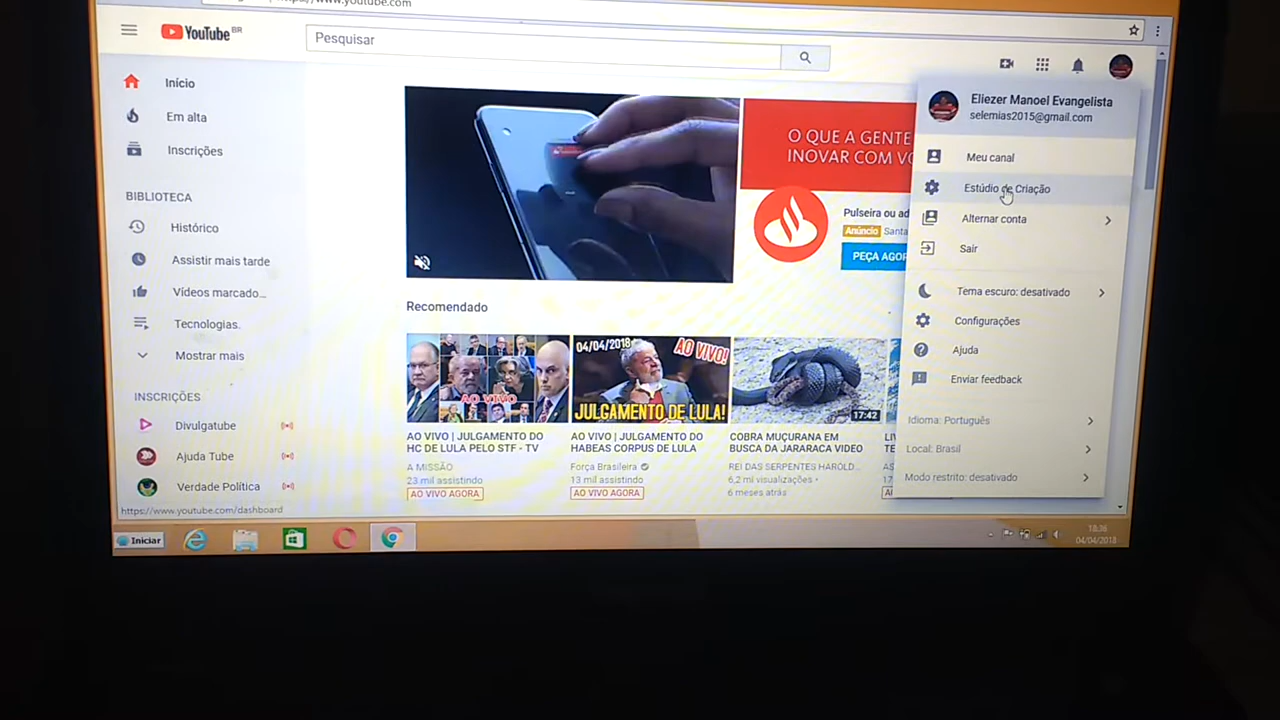 www.youtube.com
YouTube BR
Pesquisar
Início
Em alta
Inscrições
BIBLIOTECA
Histórico
Assistir mais tarde
Vídeos marcado...
Tecnologias.
Mostrar mais
INSCRIÇÕES
Divulgatube
Ajuda Tube
Verdade Política
https://www.youtube.com/dashboard
O QUE A GENTE
INOVAR COM VO
Pulseira ou ad
Anúncio Santa
PEÇA AGOR
Recomendado
AO VIVO
AO VIVO | JULGAMENTO DO
HC DE LULA PELO STF - TV
A MISSÃO
23 mil assistindo
AO VIVO AGORA
04/04/2018
AO VIVO!
JULGAMENTO DE LULA!
AO VIVO | JULGAMENTO DO
HABEAS CORPUS DE LULA
Força Brasileira
13 mil assistindo
AO VIVO AGORA
17:42
COBRA MUÇURANA EM
BUSCA DA JARARACA VIDEO
REI DAS SERPENTES HAROLD...
6,2 mil visualizações •
6 meses atrás
Eliezer Manoel Evangelista
selemias2015@gmail.com
Meu canal
Estúdio de Criação
Alternar conta
Sair
Tema escuro: desativado
Configurações
Ajuda
Enviar feedback
Idioma: Português
Local: Brasil
Modo restrito: desativado
Iniciar
18:36
04/04/2018